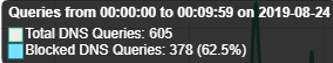 Queries from 00:00:00 to 00:09:59 on 2019-08-24
Total DNS Queries: 605
Blocked DNS Queries: 378 (62.5%)